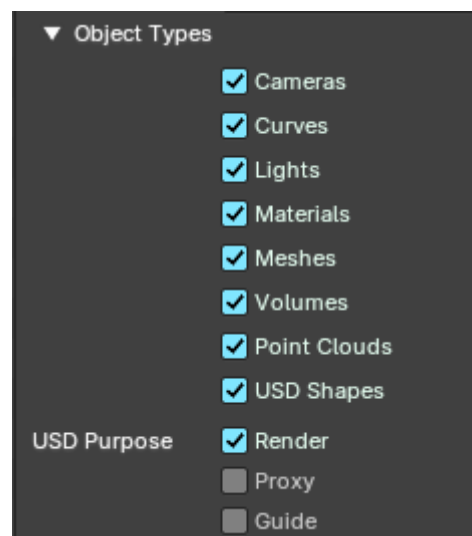 Object Types
Cameras
Curves
Lights
Materials
Meshes
Volumes
Point Clouds
USD Shapes
USD Purpose Render
Proxy
Guide